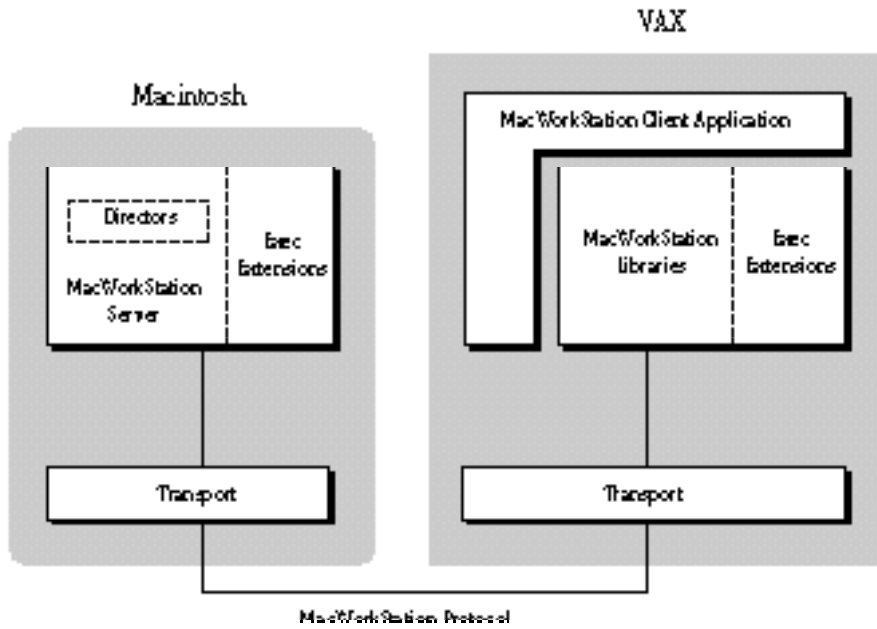 VAX
Macintosh
MacWorkStation Client Application
Directors
MacWorkStation
Server
Exec
Extensions
MacWorkStation
Libraries
Exec
Extensions
Transport
Transport
MacWorkStation Protocol